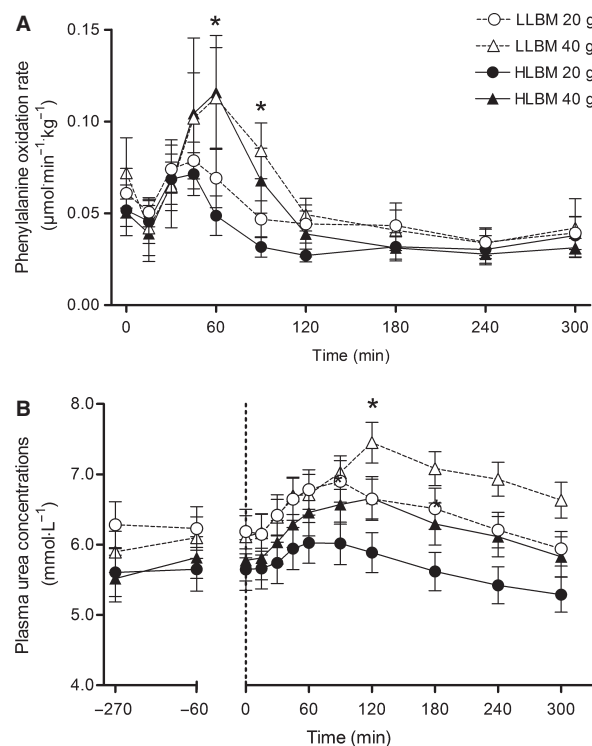 A
0.15
0.10
0.05
0.00
Phenylalanine oxidation rate
(μmol·min⁻¹·kg⁻¹)
*
*
LLBM 20 g
LLBM 40 g
HLBM 20 g
HLBM 40 g
0 60 120 180 240 300
Time (min)
B
8.0
7.0
6.0
5.0
4.0
Plasma urea concentrations
(mmol·L⁻¹)
*
*
*
−270 −60 0 60 120 180 240 300
Time (min)